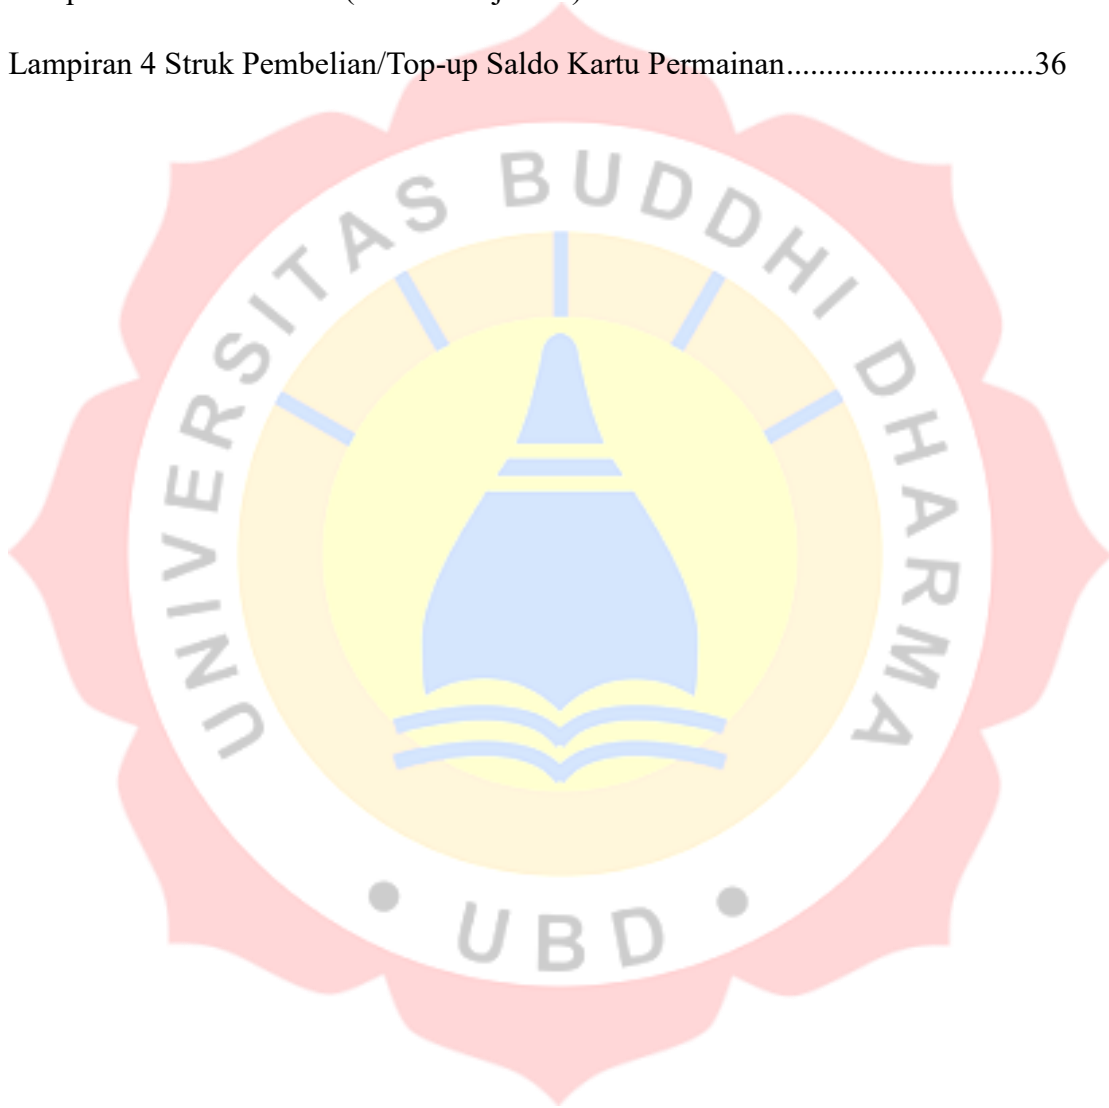 Lampiran 4 Struk Pembelian/Top-up Saldo Kartu Permainan...............................36
UNIVERSITAS BUDDHI DHARMA
• UBD •